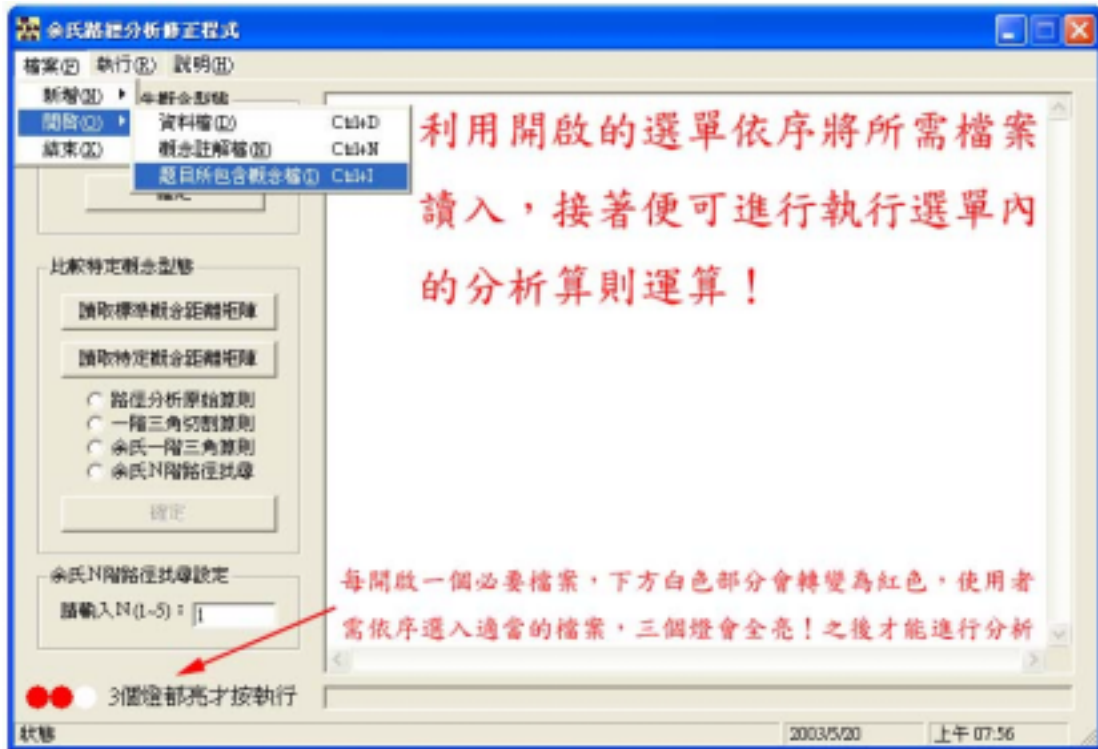 余氏路徑分析修正程式
檔案(F) 執行(R) 說明(H)
新增(N)
開啟(O)
結束(X)
資料檔(D) Ctrl+D
概念註解檔(N) Ctrl+N
題目所包含概念檔(I) Ctrl+I
利用開啟的選單依序將所需檔案
讀入，接著便可進行執行選單內
的分析算則運算！
比較特定概念型態
讀取標準概念距離矩陣
讀取特定概念距離矩陣
路徑分析原始算則
一階三角切割算則
余氏一階三角算則
余氏N階路徑找尋
確定
余氏N階路徑找尋設定
請輸入N(1~5)：1
每開啟一個必要檔案，下方白色部分會轉變為紅色，使用者
需依序選入適當的檔案，三個燈會全亮！之後才能進行分析
3個燈都亮才按執行
狀態 2003/5/20 上午 07:56